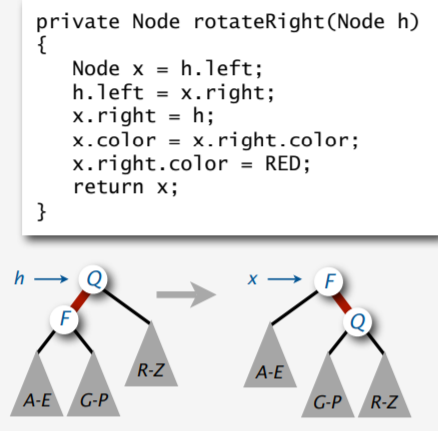 private Node rotateRight(Node h)
{
   Node x = h.left;
   h.left = x.right;
   x.right = h;
   x.color = x.right.color;
   x.right.color = RED;
   return x;
}
h Q
F
R-Z
A-E G-P
x F
Q
A-E
G-P R-Z